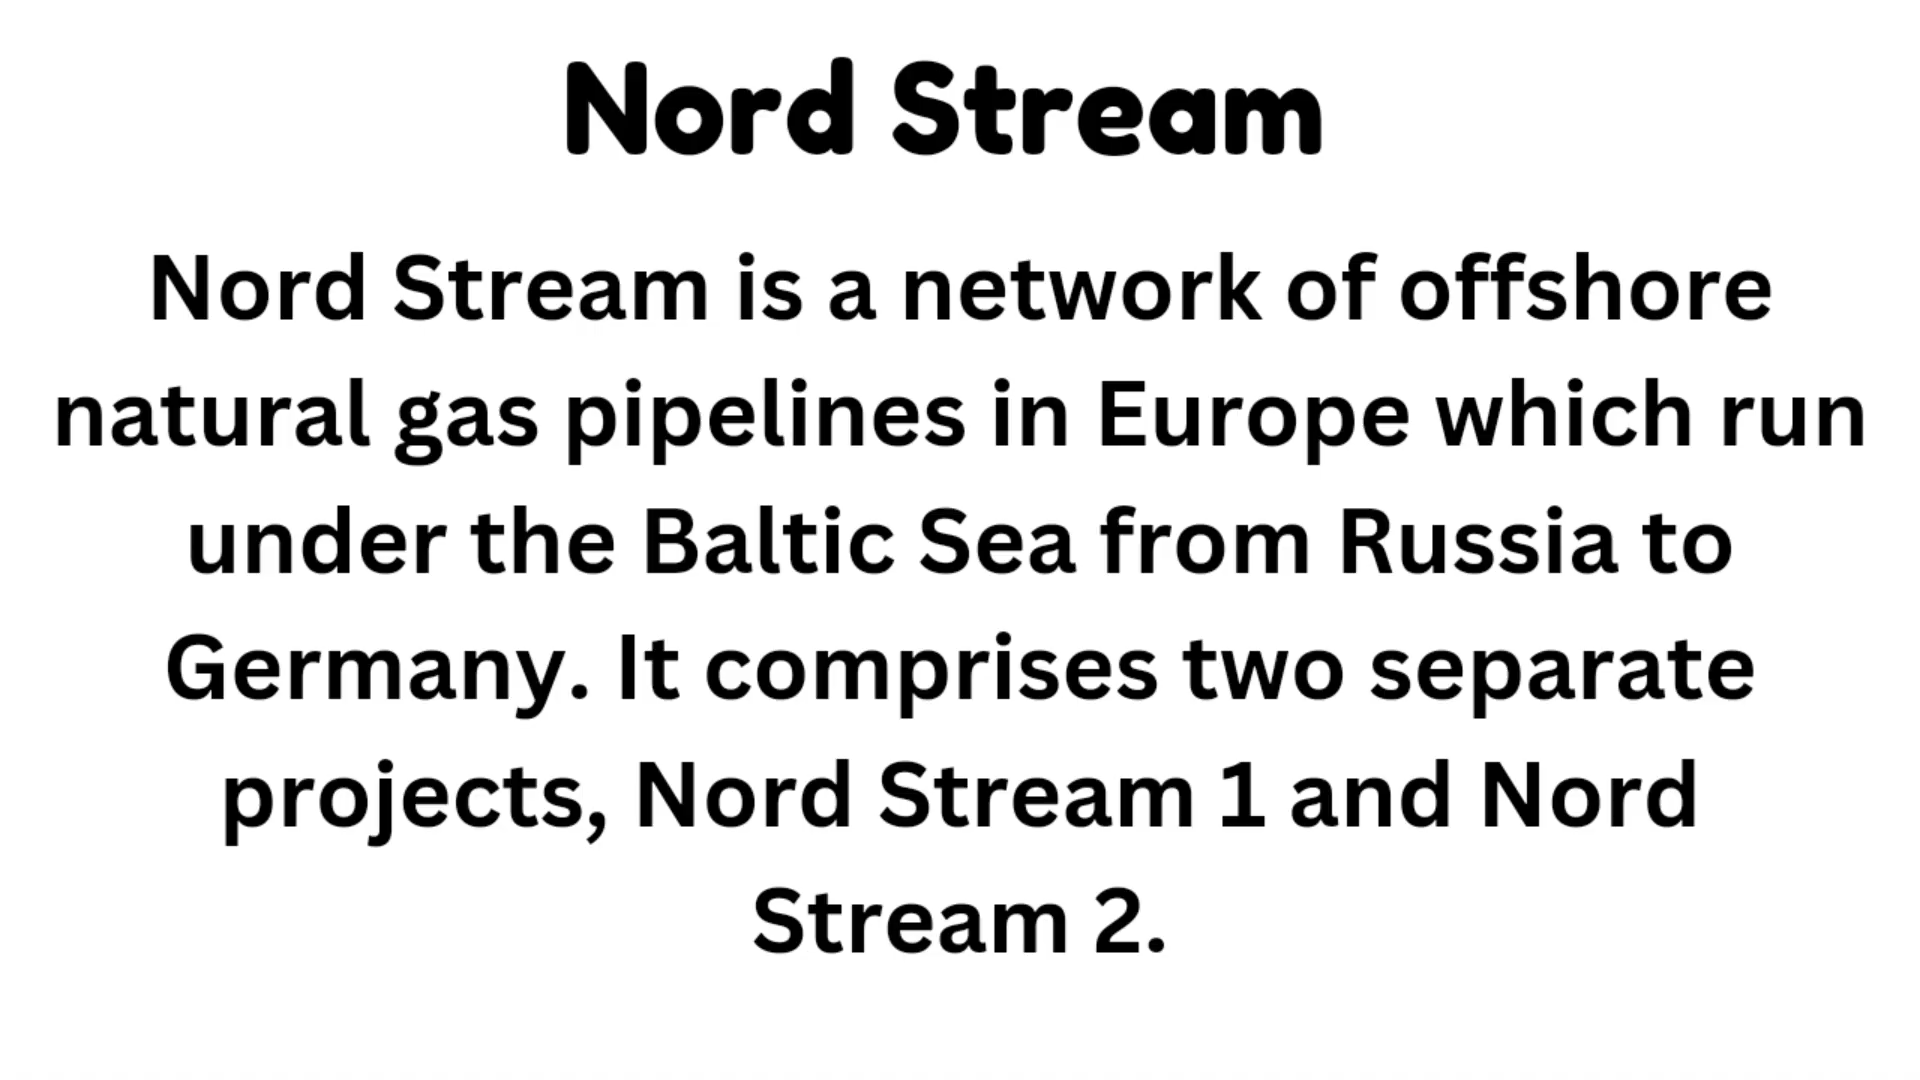 Nord Stream
Nord Stream is a network of offshore
natural gas pipelines in Europe which run
under the Baltic Sea from Russia to
Germany. It comprises two separate
projects, Nord Stream 1 and Nord
Stream 2.